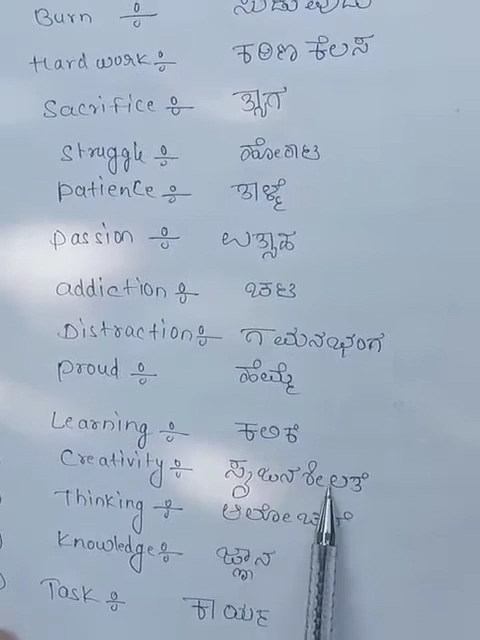 Burn ÷ ಸುಡುವುದು
Hard work ÷ ಕಠಿಣ ಕೆಲಸ
Sacrifice ÷ ತ್ಯಾಗ
Struggle ÷ ಹೋರಾಟ
Patience ÷ ತಾಳ್ಮೆ
passion ÷ ಉತ್ಸಾಹ
addiction ÷ ಚಟ
Distraction ÷ ಗಮನಭಂಗ
Proud ÷ ಹೆಮ್ಮೆ
Learning ÷ ಕಲಿಕೆ
Creativity ÷ ಸೃಜನಶೀಲತೆ
Thinking ÷
Knowledge ÷ ಜ್ಞಾನ
Task ÷ ಕಾರ್ಯ